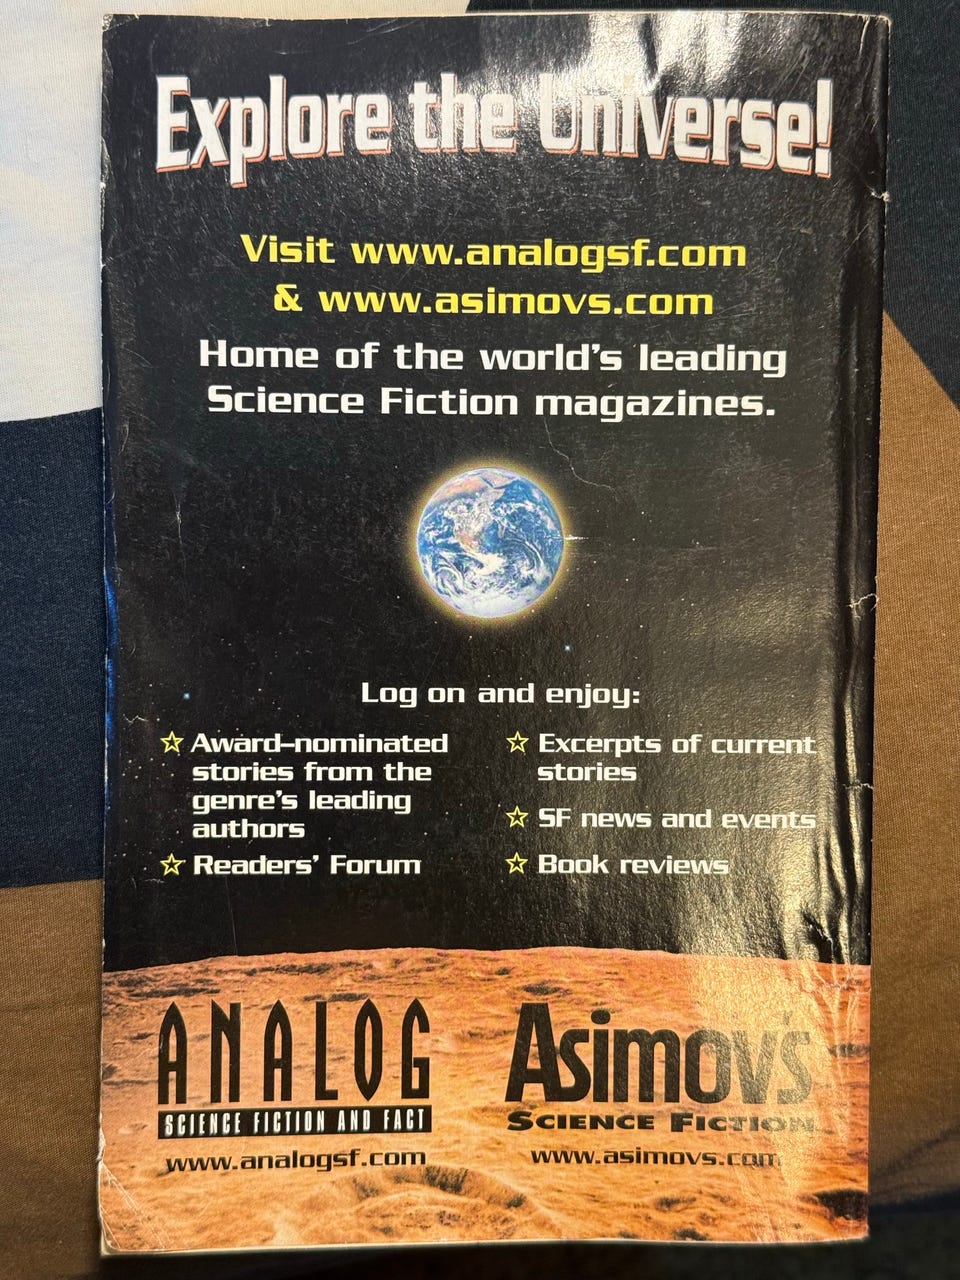 Explore the Universe!
Visit www.analogsf.com
& www.asimovs.com
Home of the world's leading
Science Fiction magazines.
Log on and enjoy:
Award-nominated
stories from the
genre's leading
authors
Readers' Forum
Excerpts of current
stories
SF news and events
Book reviews
ANALOG
SCIENCE FICTION AND FACT
www.analogsf.com
Asimov's
SCIENCE FICTION
www.asimovs.com